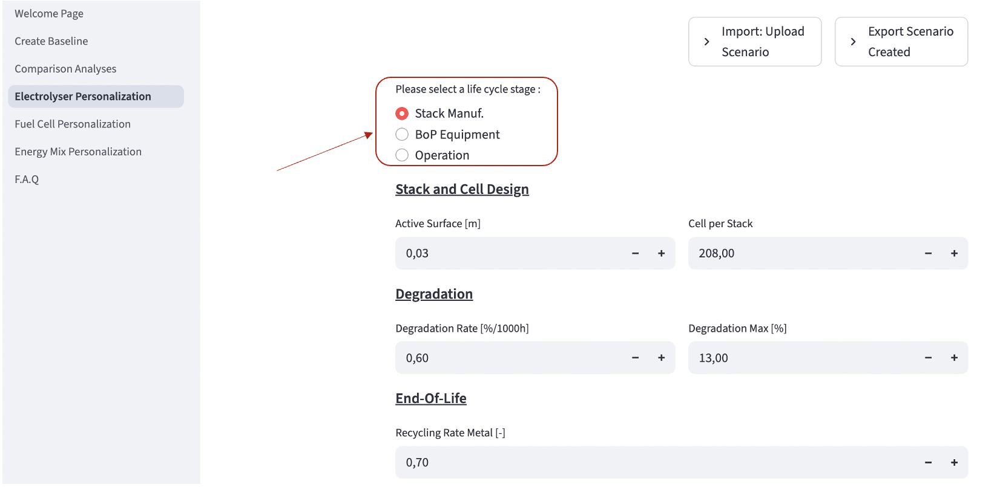 Welcome Page
Create Baseline
Comparison Analyses
Electrolyser Personalization
Fuel Cell Personalization
Energy Mix Personalization
F.A.Q
Import: Upload
Scenario
Export Scenario
Created
Please select a life cycle stage :
Stack Manuf.
BoP Equipment
Operation
Stack and Cell Design
Active Surface [m]
0,03
Cell per Stack
208,00
Degradation
Degradation Rate [%/1000h]
0,60
Degradation Max [%]
13,00
End-Of-Life
Recycling Rate Metal [-]
0,70